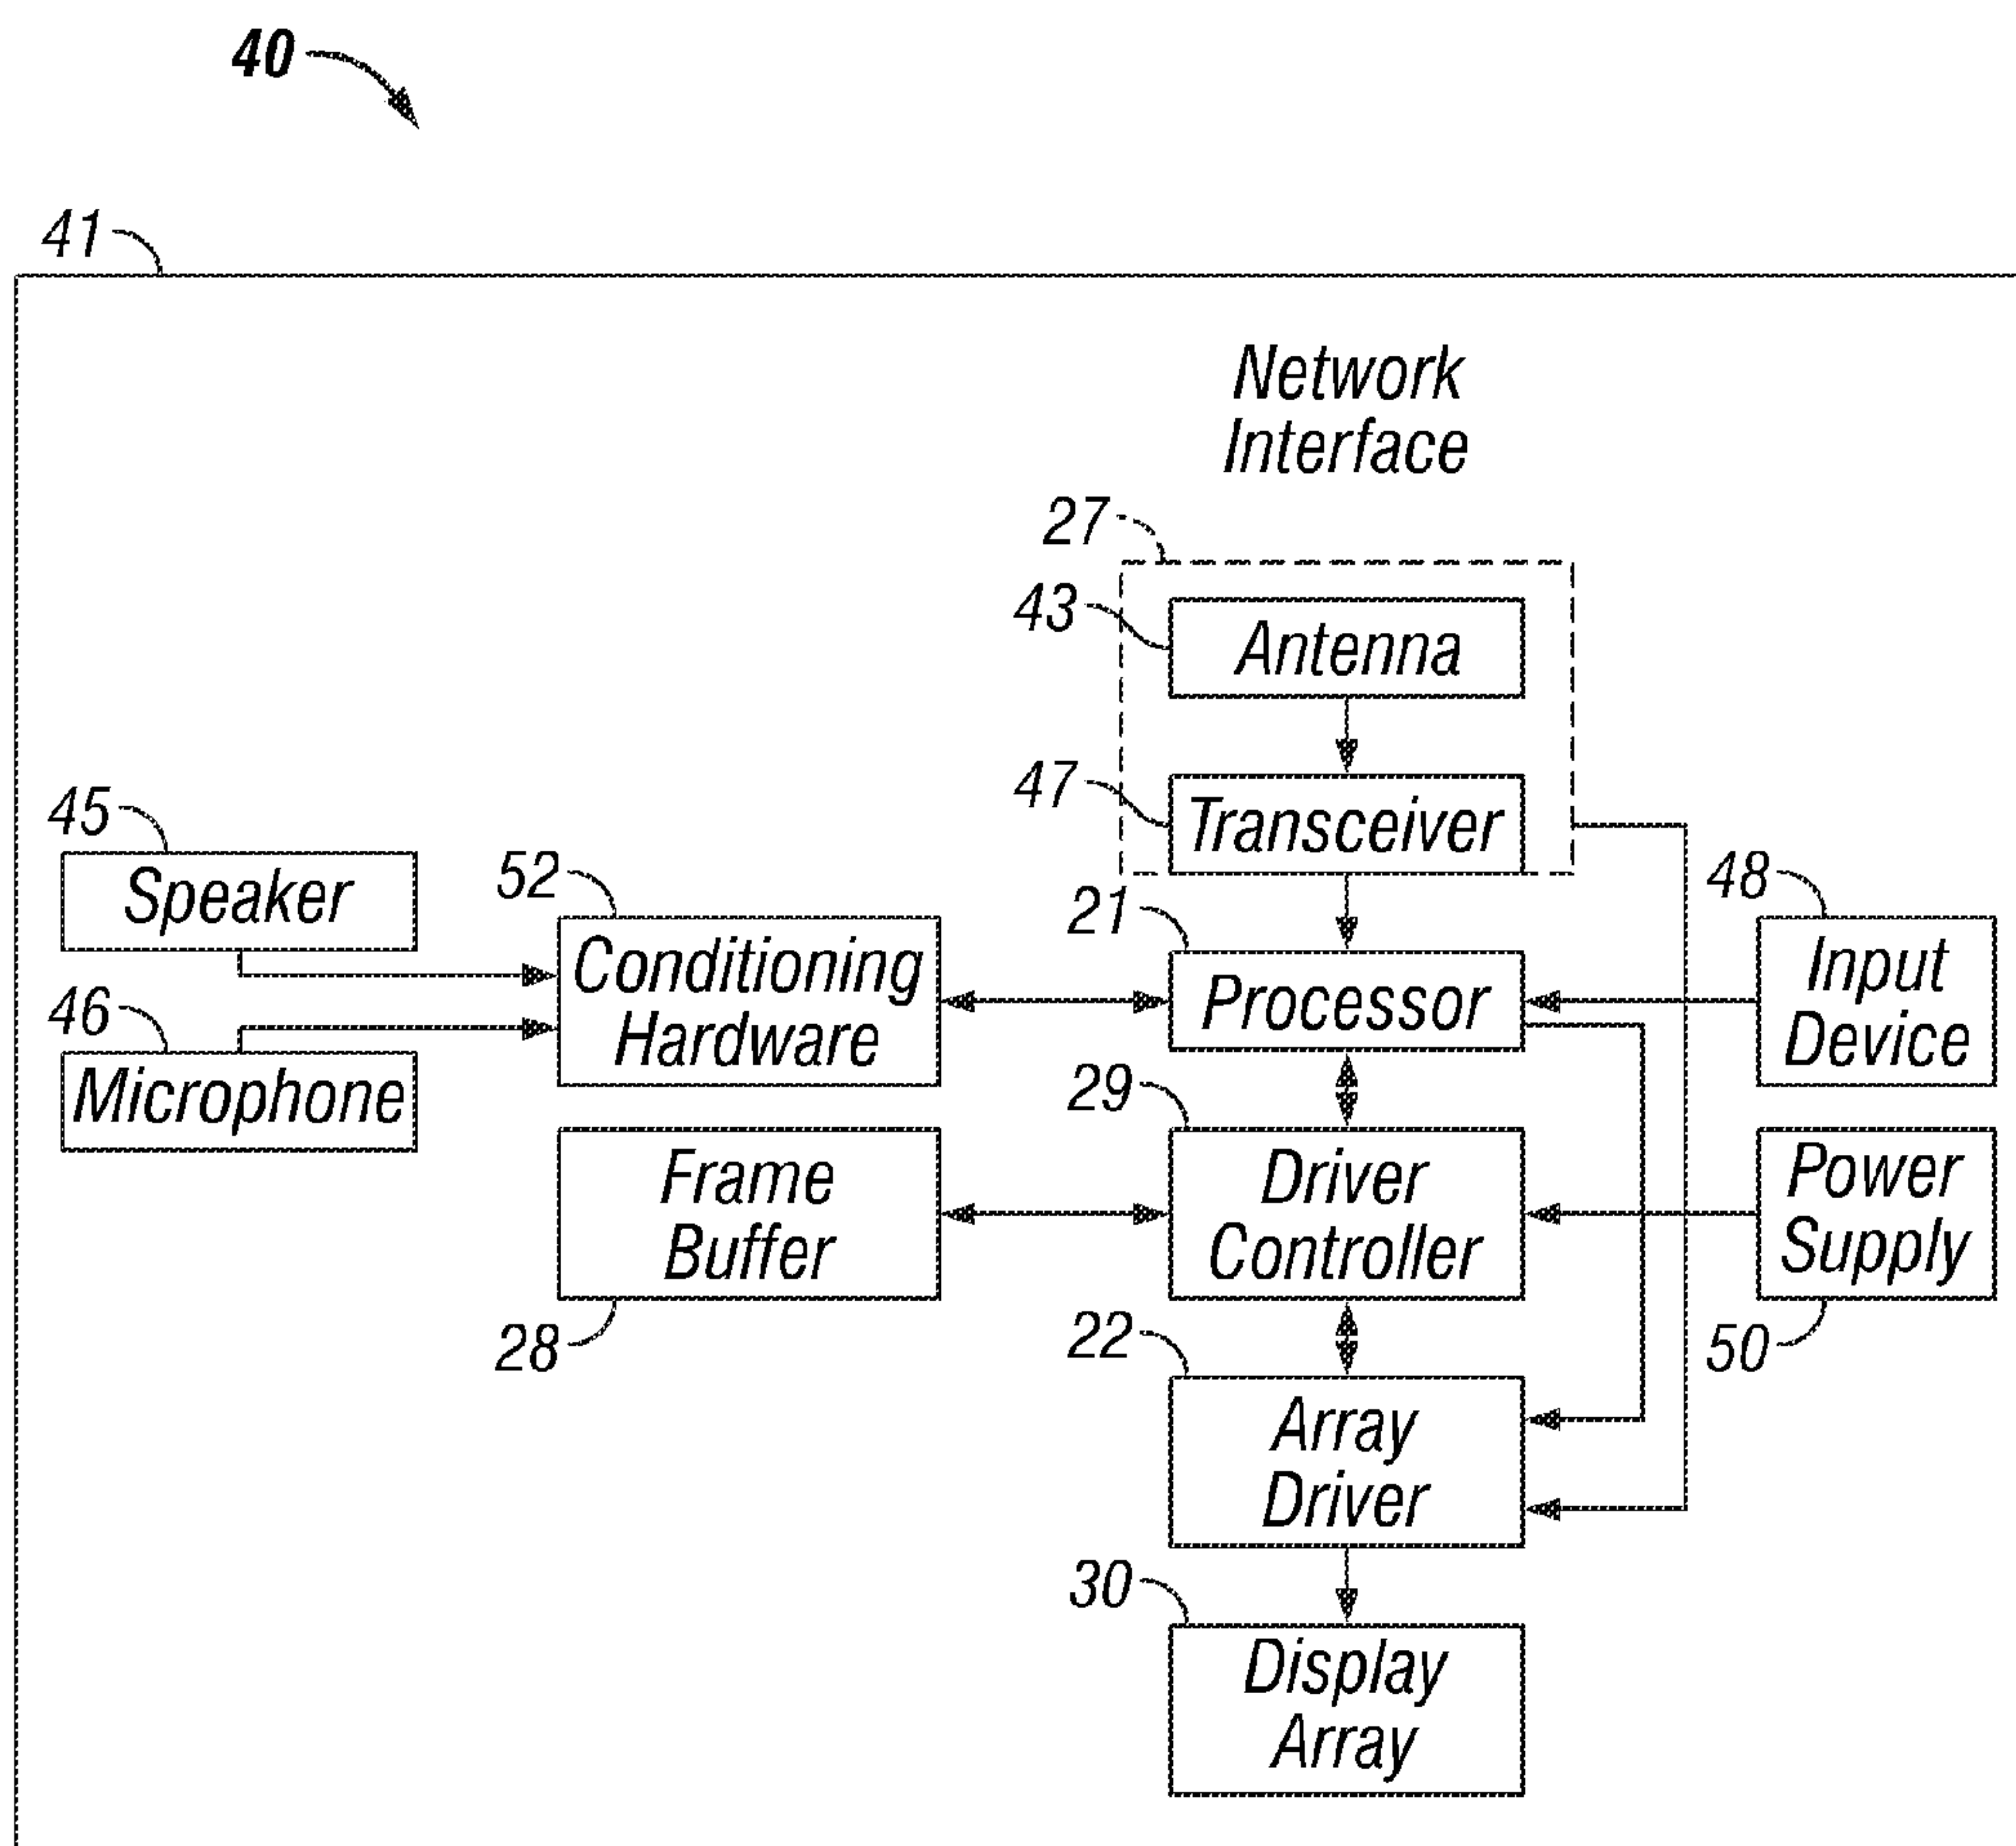 40
41
Network
Interface
27
43
Antenna
47
Transceiver
45
Speaker
52
Conditioning
Hardware
21
Processor
48
Input
Device
46
Microphone
29
Driver
Controller
Frame
Buffer
28
Power
Supply
50
22
Array
Driver
30
Display
Array